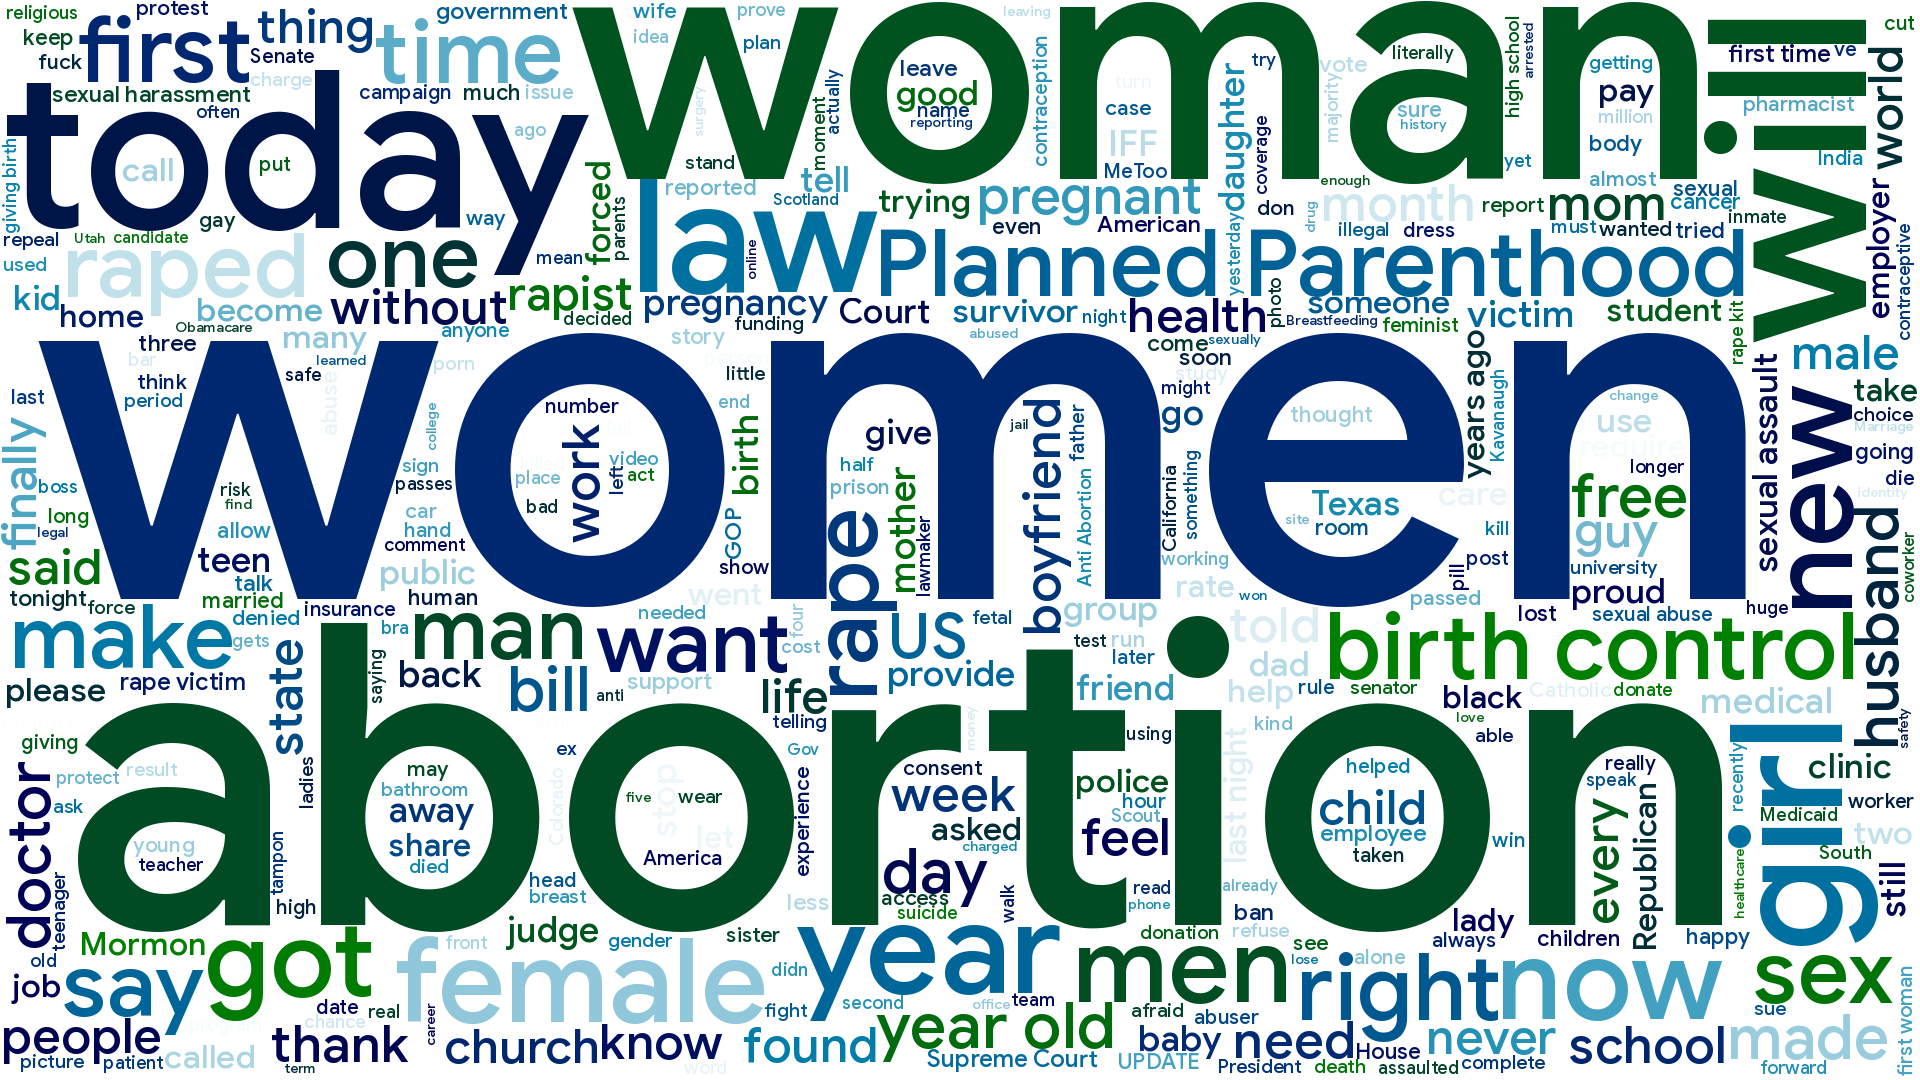 religious
protest
government
wife
prove
leaving
woman
will
cut
keep
first
thing
time
idea
plan
fuck
Senate
charge
sexual harassment
often
campaign
much
issue
ago
today
call
put
gay
way
giving birth
leave
good
name
reporting
surgery
moment
actually
contraception
turn
case
IFF
MeToo
try
vote
majority
literally
sure
history
high school
arrested
getting
pay
million
body
first time
ve
pharmacist
India
world
stand
reported
tell
Scotland
law
forced
parents
trying
pregnant
even
American
daughter
yesterday
coverage
don
enough
drug
month
illegal
dress
report
yet
mom
almost
must
wanted
sexual
cancer
tried
inmate
employer
contraceptive
repeal
Utah
candidate
used
raped
one
mean
online
Planned Parenthood
kid
home
become
Obamacare
without
anyone
rapist
decided
pregnancy
funding
Court
survivor
night
health
photo
someone
Breastfeeding
feminist
victim
student
rape kit
male
three
many
bar
learned
story
person
abused
come
sexually
soon
study
women
last
think
period
safe
abuse
porn
college
little
end
number
full
killed
work
left
video
place
act
bad
birth
give
half
prison
mother
lawmaker
jail
boyfriend
father
Anti Abortion
might
go
California
something
thought
Texas
site
room
care
years ago
Kavanaugh
change
use
require
longer
free
guy
university
sexual assault
new
take
choice
Marriage
going
die
identity
finally
boss
long
legal
risk
find
allow
sign
passes
car
hand
comment
GOP
show
rape
working
kill
post
pill
husband
coworker
said
tonight
force
teen
talk
married
denied
gets
insurance
public
human
bra
went
needed
four
cost
US
fetal
group
test
run
rate
won
later
told
passed
lost
proud
sexual abuse
huge
make
please
rape victim
state
saying
man
back
want
bill
anti
support
life
telling
provide
friend
dad
help
rule
kind
birth control
senator
black
love
able
Catholic
donate
medical
safety
abortion
giving
protect
result
ask
doctor
teenager
young
teacher
tampon
ladies
high
may
bathroom
away
share
died
ex
Colorado
head
breast
five
wear
stop
let
America
Gov
experience
less
money
consent
week
asked
charged
day
access
suicide
walk
using
police
hour
Scout
feel
read
phone
last night
already
ban
refuse
helped
child
employee
taken
win
lady
always
really
speak
every
Republican
children
recently
healthcare
girl
clinic
Medicaid
worker
two
South
still
happy
Mormon
old
job
say
got
date
real
female
front
career
judge
gender
sister
didn
fight
year
second
office
team
men
donation
see
lose
alone
afraid
abuser
right
now
sex
sue
first woman
people
picture
patient
program
called
chance
thank
term
church
know
word
found
year old
Supreme Court
UPDATE
baby
President
need
death
House
assaulted
never
complete
school
made
forward